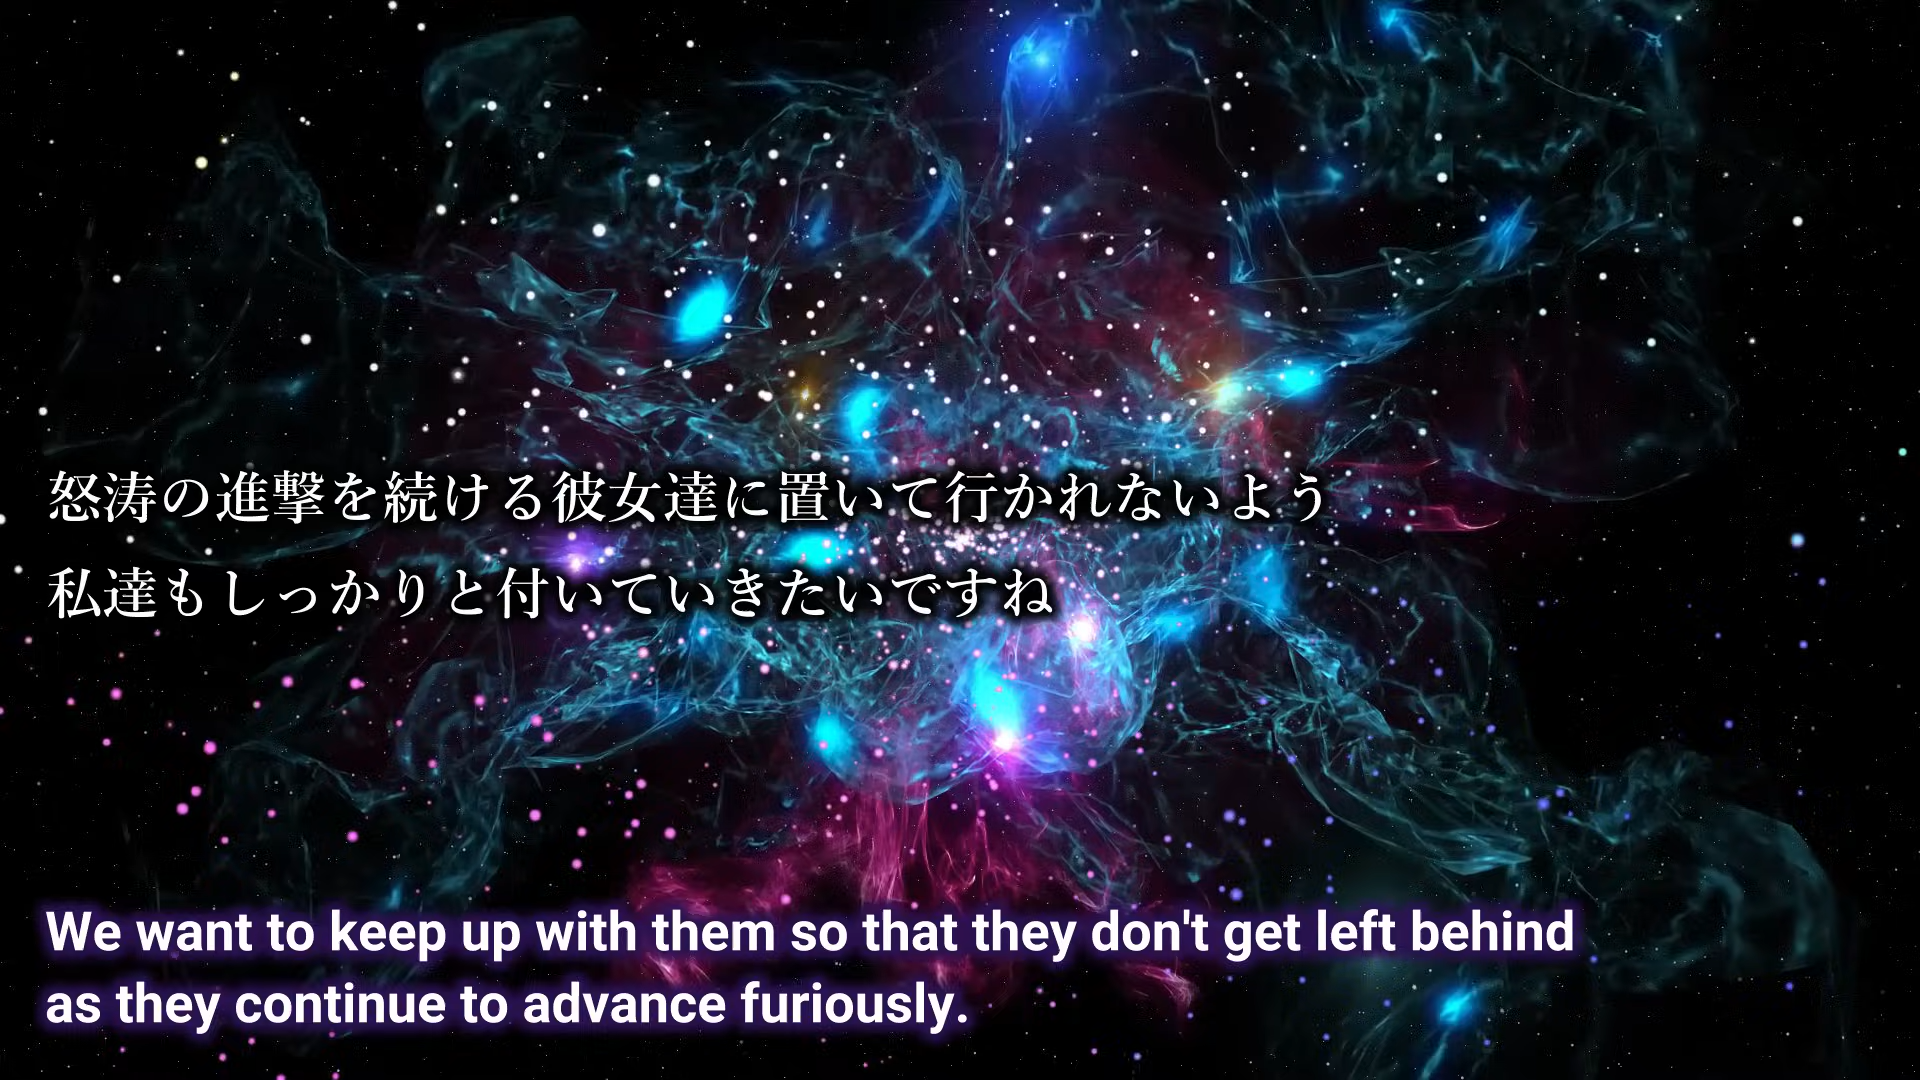 怒涛の進撃を続ける彼女達に置いて行かれないよう
私達もしっかりと付いていきたいですね
We want to keep up with them so that they don't get left behind
as they continue to advance furiously.